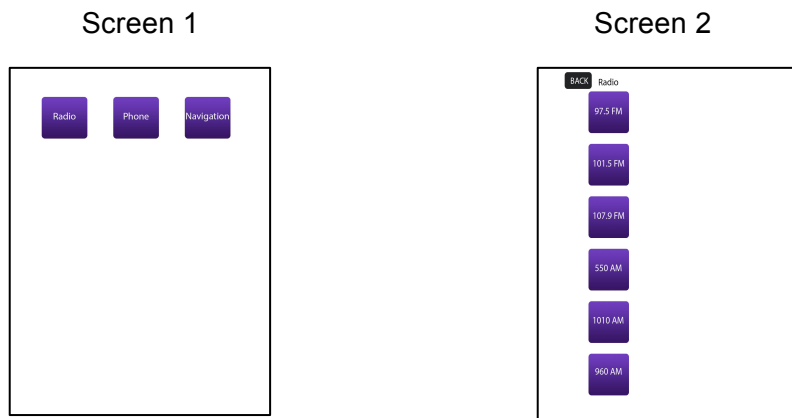 Screen 1
Radio Phone Navigation
Screen 2
BACK Radio
97.5 FM
101.5 FM
107.9 FM
550 AM
1010 AM
960 AM